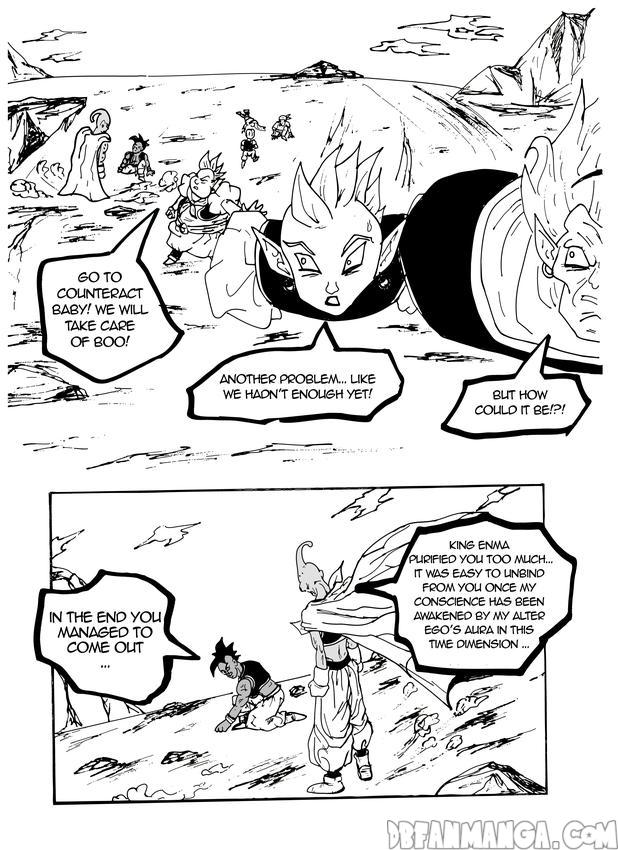 GO TO
COUNTERACT
BABY! WE WILL
TAKE CARE
OF BOO!
ANOTHER PROBLEM... LIKE
WE HADN'T ENOUGH YET!
BUT HOW
COULD IT BE!?!
IN THE END YOU
MANAGED TO
COME OUT
...
KING ENMA
PURIFIED YOU TOO MUCH...
IT WAS EASY TO UNBIND
FROM YOU ONCE MY
CONSCIENCE HAS BEEN
AWAKENED BY MY ALTER
EGO'S AURA IN THIS
TIME DIMENSION ...
DBFANMANGA.COM